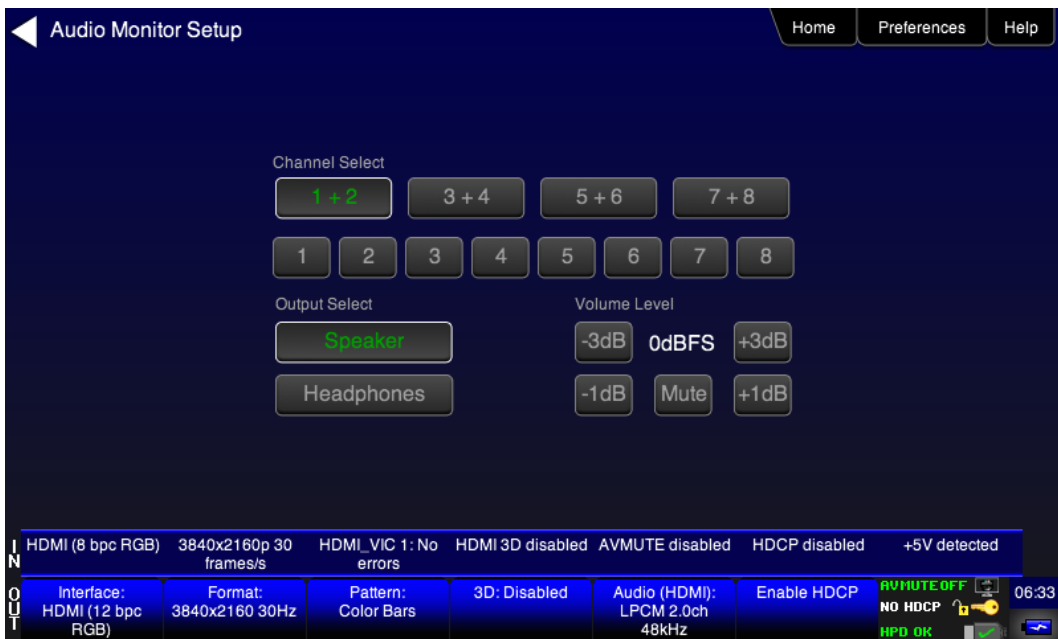 Audio Monitor Setup
Home
Preferences
Help
Channel Select
1 + 2
3 + 4
5 + 6
7 + 8
1
2
3
4
5
6
7
8
Output Select
Volume Level
Speaker
-3dB
0dBFS
+3dB
Headphones
-1dB
Mute
+1dB
IN
HDMI (8 bpc RGB)
3840x2160p 30
frames/s
HDMI_VIC 1: No
errors
HDMI 3D disabled
AVMUTE disabled
HDCP disabled
+5V detected
OUT
Interface:
HDMI (12 bpc
RGB)
Format:
3840x2160 30Hz
Pattern:
Color Bars
3D: Disabled
Audio (HDMI):
LPCM 2.0ch
48kHz
Enable HDCP
AVMUTE OFF
NO HDCP
HPD OK
06:33